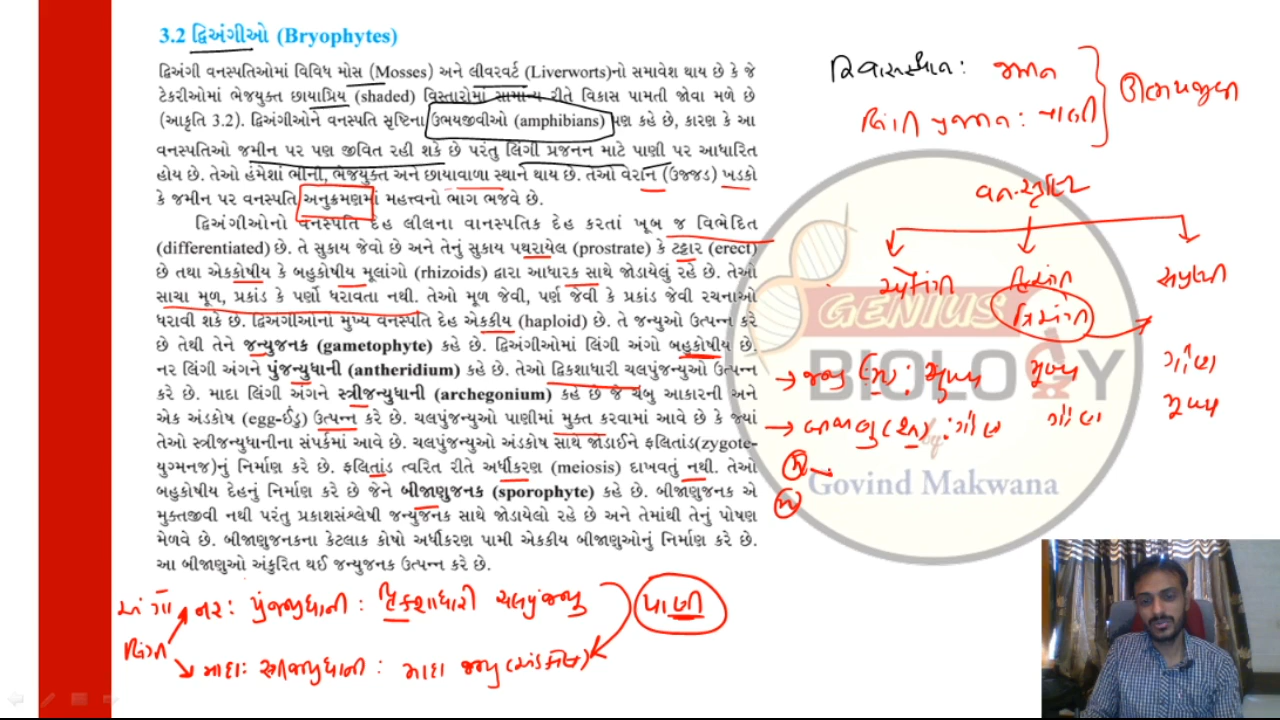 3.2 દ્વિઅંગીઓ (Bryophytes)
દ્વિઅંગી વનસ્પતિઓમાં વિવિધ મોસ (Mosses) અને લીવરવર્ટ (Liverworts)નો સમાવેશ થાય છે કે જે
ટેકરીઓમાં ભેજયુક્ત છાયાપ્રિય (shaded) વિસ્તારોમાં સામાન્ય રીતે વિકાસ પામતી જોવા મળે છે
(આકૃતિ 3.2). દ્વિઅંગીઓને વનસ્પતિ સૃષ્ટિના ઉભયજીવીઓ (amphibians) પણ કહે છે, કારણ કે આ
વનસ્પતિઓ જમીન પર પણ જીવિત રહી શકે છે પરંતુ લિંગી પ્રજનન માટે પાણી પર આધારિત
હોય છે. તેઓ હંમેશાં ભીની, ભેજયુક્ત અને છાયાવાળા સ્થાને થાય છે. તેઓ વેરાન (ઉજ્જડ) ખડકો
કે જમીન પર વનસ્પતિ અનુક્રમણમાં મહત્ત્વનો ભાગ ભજવે છે.
દ્વિઅંગીઓનો વનસ્પતિ દેહ લીલના વાનસ્પતિક દેહ કરતાં ખૂબ જ વિભેદિત
(differentiated) છે. તે સુકાય જેવો છે અને તેનું સુકાય પથરાયેલ (prostrate) કે ટટ્ટાર (erect)
છે તથા એકકોષીય કે બહુકોષીય મૂલાંગો (rhizoids) દ્વારા આધારક સાથે જોડાયેલું રહે છે. તેઓ
સાચા મૂળ, પ્રકાંડ કે પર્ણો ધરાવતા નથી. તેઓ મૂળ જેવી, પર્ણ જેવી કે પ્રકાંડ જેવી રચનાઓ
ધરાવી શકે છે. દ્વિઅંગીઓના મુખ્ય વનસ્પતિ દેહ એકકીય (haploid) છે. તે જન્યુઓ ઉત્પન્ન કરે
છે તેથી તેને જન્યુજનક (gametophyte) કહે છે. દ્વિઅંગીઓમાં લિંગી અંગો બહુકોષીય છે.
નર લિંગી અંગને પુંજન્યુધાની (antheridium) કહે છે. તેઓ દ્વિકશાધારી ચલપુંજન્યુઓ ઉત્પન્ન
કરે છે. માદા લિંગી અંગને સ્ત્રીજન્યુધાની (archegonium) કહે છે જે ચંબુ આકારની અને
એક અંડકોષ (egg-ઈંડુ) ઉત્પન્ન કરે છે. ચલપુંજન્યુઓ પાણીમાં મુક્ત કરવામાં આવે છે કે જ્યાં
તેઓ સ્ત્રીજન્યુધાનીના સંપર્કમાં આવે છે. ચલપુંજન્યુઓ અંડકોષ સાથે જોડાઈને ફલિતાંડ(zygote-
યુગ્મનજ)નું નિર્માણ કરે છે. ફલિતાંડ ત્વરિત રીતે અર્ધીકરણ (meiosis) દાખવતું નથી. તેઓ
બહુકોષીય દેહનું નિર્માણ કરે છે જેને બીજાણુજનક (sporophyte) કહે છે. બીજાણુજનક એ
મુક્તજીવી નથી પરંતુ પ્રકાશસંશ્લેષી જન્યુજનક સાથે જોડાયેલો રહે છે અને તેમાંથી તેનું પોષણ
મેળવે છે. બીજાણુજનકના કેટલાક કોષો અર્ધીકરણ પામી એકકીય બીજાણુઓનું નિર્માણ કરે છે.
આ બીજાણુઓ અંકુરિત થઈ જન્યુજનક ઉત્પન્ન કરે છે.
અંગો નર: પુંજન્યુધાની: દ્વિકશાધારી ચલપુંજન્યુ પાણી
લિંગી
માદા: સ્ત્રીજન્યુધાની: માદા જન્યુ (અંડકોષ)
નિવાસસ્થાન: જમીન
લિંગી પ્રજનન: પાણી
ઉભયજીવી
એકાંગી દ્વિઅંગી સપુષ્પી
ત્રિઅંગી
જન્યુ (n): મુખ્ય મુખ્ય ગૌણ
બીજાણુ (2n): ગૌણ ગૌણ મુખ્ય
GENIUS
BIOLOGY
by
Govind Makwana